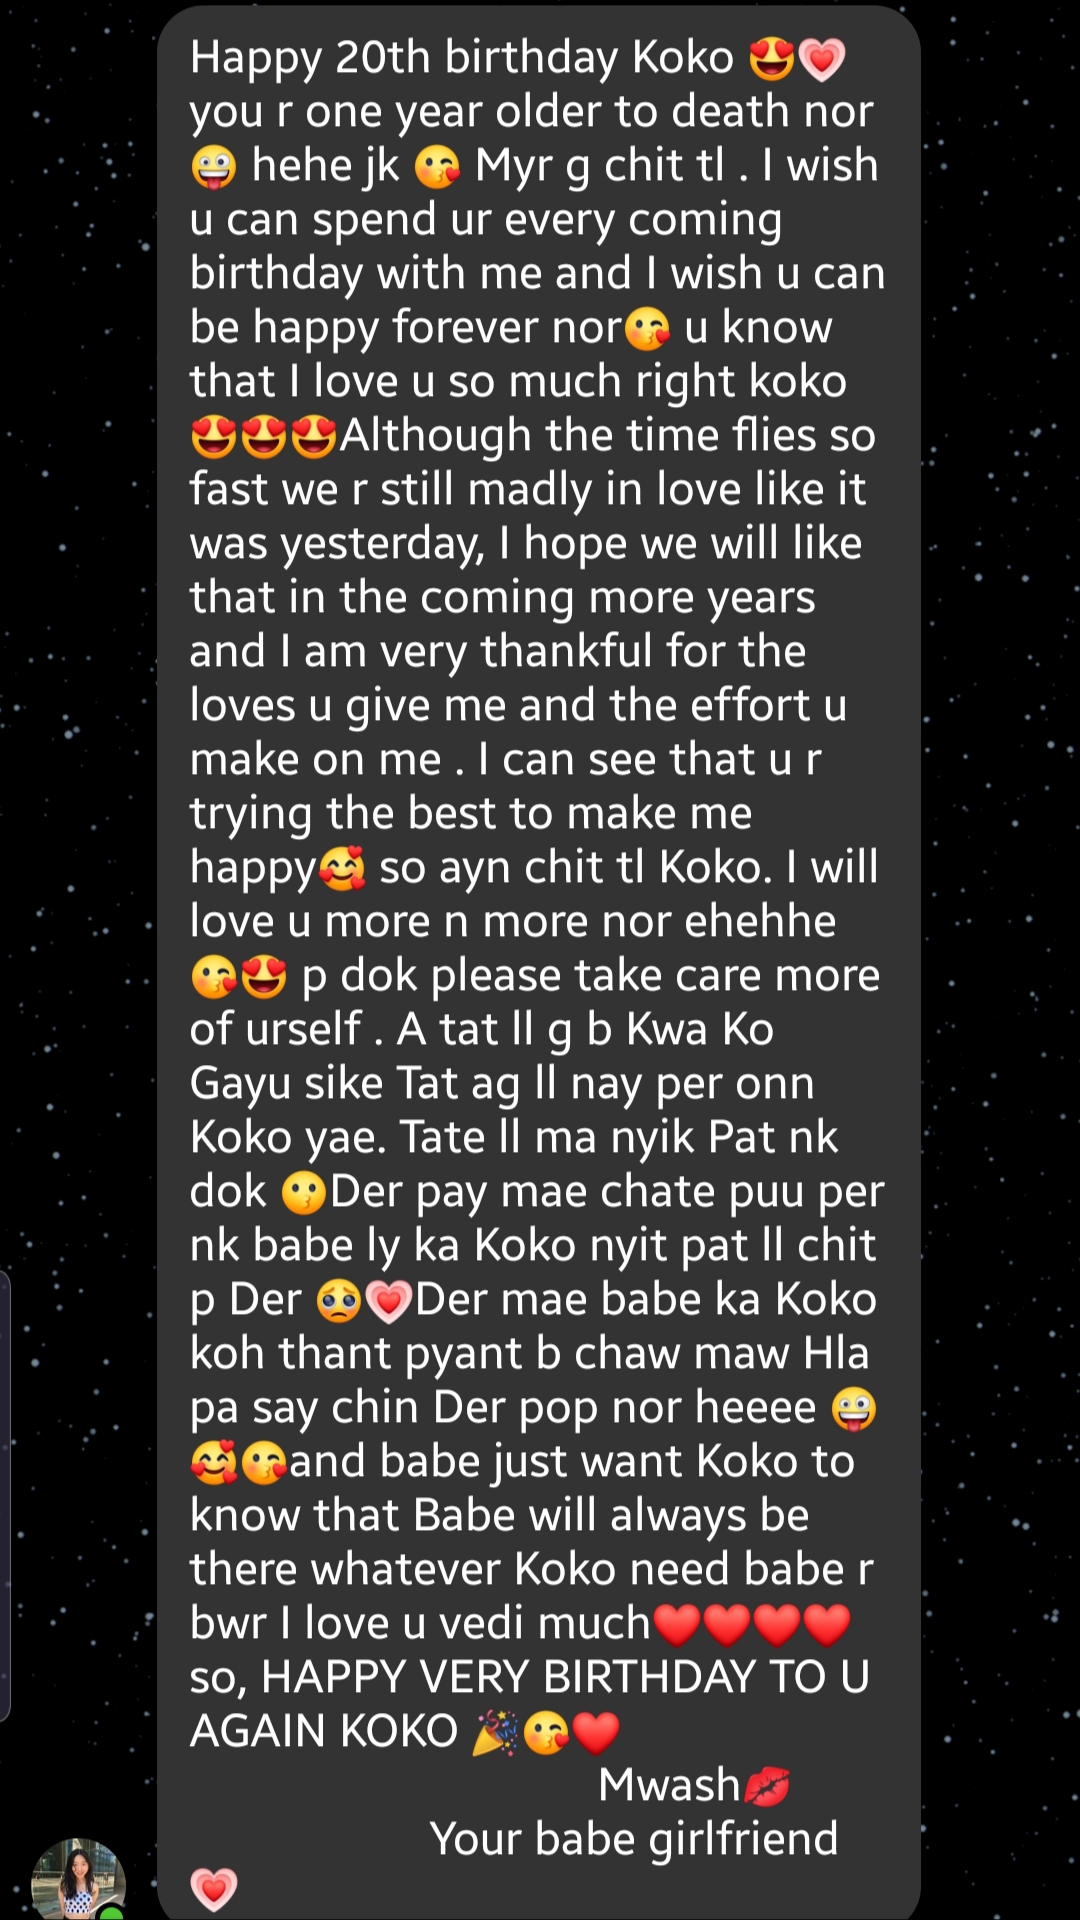 Happy 20th birthday Koko 😍💗
you r one year older to death nor
🤪 hehe jk 😘 Myr g chit tl . I wish
u can spend ur every coming
birthday with me and I wish u can
be happy forever nor😘 u know
that I love u so much right koko
😍😍😍Although the time flies so
fast we r still madly in love like it
was yesterday, I hope we will like
that in the coming more years
and I am very thankful for the
loves u give me and the effort u
make on me . I can see that u r
trying the best to make me
happy🥰 so ayn chit tl Koko. I will
love u more n more nor ehehhe
😘😍 p dok please take care more
of urself . A tat ll g b Kwa Ko
Gayu sike Tat ag ll nay per onn
Koko yae. Tate ll ma nyik Pat nk
dok 😗Der pay mae chate puu per
nk babe ly ka Koko nyit pat ll chit
p Der 🥺💗Der mae babe ka Koko
koh thant pyant b chaw maw Hla
pa say chin Der pop nor heeee 🤪
🥰😘and babe just want Koko to
know that Babe will always be
there whatever Koko need babe r
bwr I love u vedi much❤️❤️❤️❤️
so, HAPPY VERY BIRTHDAY TO U
AGAIN KOKO 🎉😘❤️
Mwash💋
Your babe girlfriend
💗